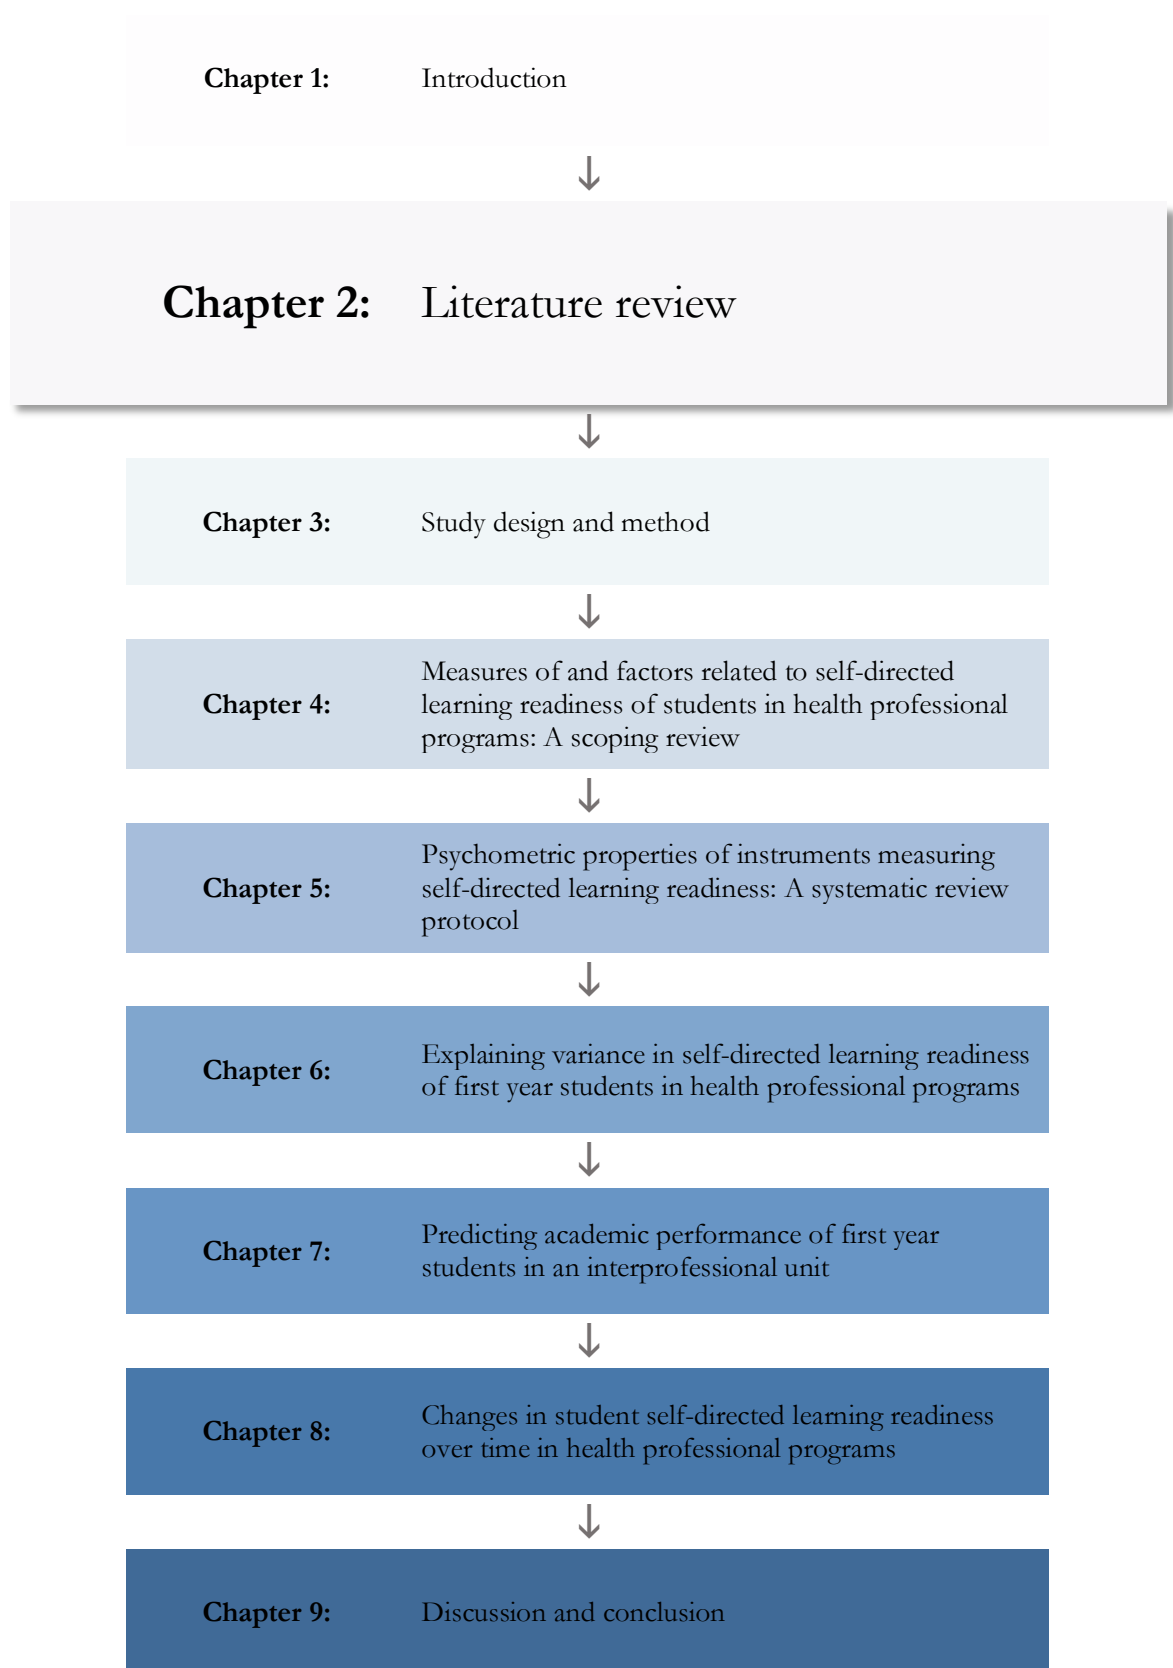 Chapter 1: Introduction
Chapter 2: Literature review
Chapter 3: Study design and method
Chapter 4: Measures of and factors related to self-directed
learning readiness of students in health professional
programs: A scoping review
Chapter 5: Psychometric properties of instruments measuring
self-directed learning readiness: A systematic review
protocol
Chapter 6: Explaining variance in self-directed learning readiness
of first year students in health professional programs
Chapter 7: Predicting academic performance of first year
students in an interprofessional unit
Chapter 8: Changes in student self-directed learning readiness
over time in health professional programs
Chapter 9: Discussion and conclusion